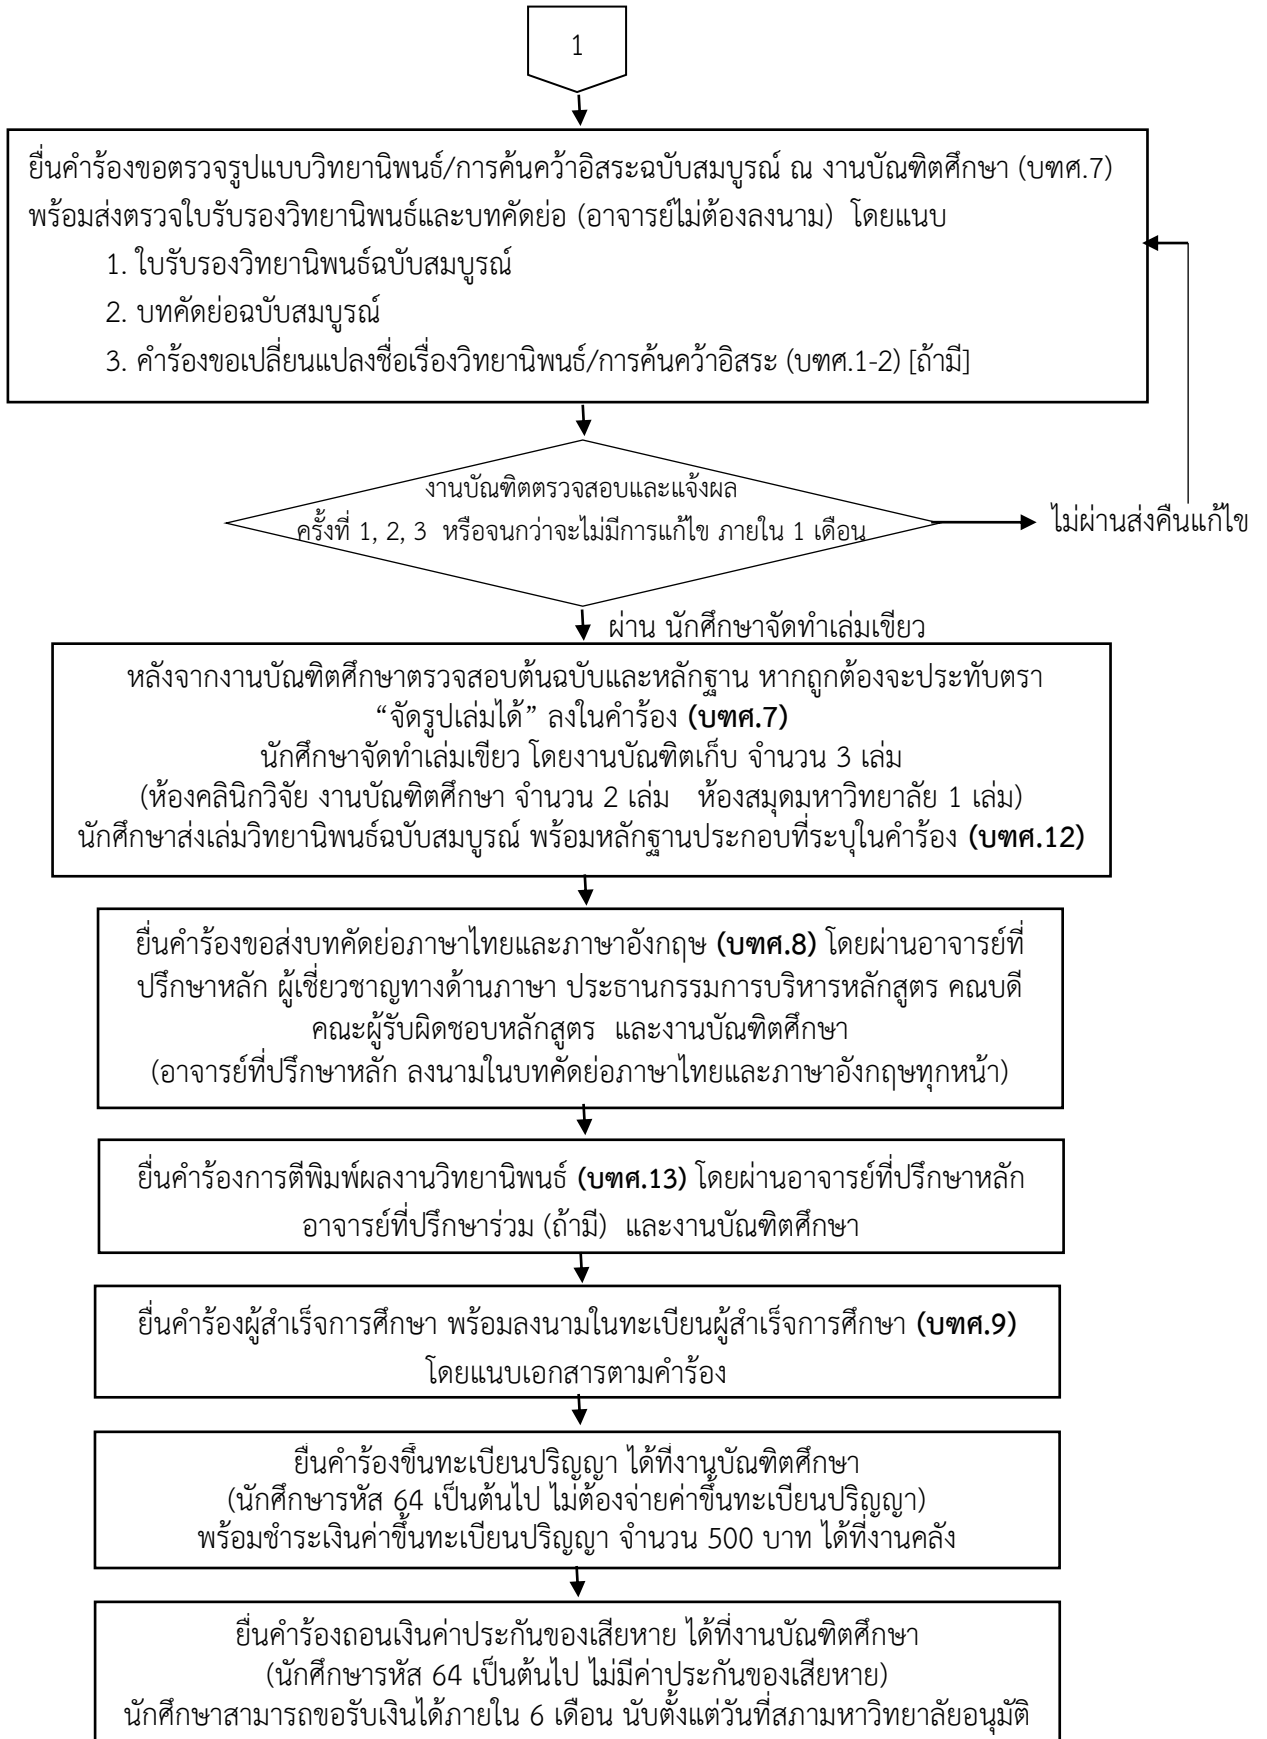 1
ยื่นคำร้องขอตรวจรูปแบบวิทยานิพนธ์/การค้นคว้าอิสระฉบับสมบูรณ์ ณ งานบัณฑิตศึกษา (บฑศ.7)
พร้อมส่งตรวจใบรับรองวิทยานิพนธ์และบทคัดย่อ (อาจารย์ไม่ต้องลงนาม) โดยแนบ
1. ใบรับรองวิทยานิพนธ์ฉบับสมบูรณ์
2. บทคัดย่อฉบับสมบูรณ์
3. คำร้องขอเปลี่ยนแปลงชื่อเรื่องวิทยานิพนธ์/การค้นคว้าอิสระ (บฑศ.1-2) [ถ้ามี]
งานบัณฑิตตรวจสอบและแจ้งผล
ครั้งที่ 1, 2, 3 หรือจนกว่าจะไม่มีการแก้ไข ภายใน 1 เดือน
ไม่ผ่านส่งคืนแก้ไข
ผ่าน นักศึกษาจัดทำเล่มเขียว
หลังจากงานบัณฑิตศึกษาตรวจสอบต้นฉบับและหลักฐาน หากถูกต้องจะประทับตรา
“จัดรูปเล่มได้” ลงในคำร้อง (บฑศ.7)
นักศึกษาจัดทำเล่มเขียว โดยงานบัณฑิตเก็บ จำนวน 3 เล่ม
(ห้องคลินิกวิจัย งานบัณฑิตศึกษา จำนวน 2 เล่ม ห้องสมุดมหาวิทยาลัย 1 เล่ม)
นักศึกษาส่งเล่มวิทยานิพนธ์ฉบับสมบูรณ์ พร้อมหลักฐานประกอบที่ระบุในคำร้อง (บฑศ.12)
ยื่นคำร้องขอส่งบทคัดย่อภาษาไทยและภาษาอังกฤษ (บฑศ.8) โดยผ่านอาจารย์ที่
ปรึกษาหลัก ผู้เชี่ยวชาญทางด้านภาษา ประธานกรรมการบริหารหลักสูตร คณบดี
คณะผู้รับผิดชอบหลักสูตร และงานบัณฑิตศึกษา
(อาจารย์ที่ปรึกษาหลัก ลงนามในบทคัดย่อภาษาไทยและภาษาอังกฤษทุกหน้า)
ยื่นคำร้องการตีพิมพ์ผลงานวิทยานิพนธ์ (บฑศ.13) โดยผ่านอาจารย์ที่ปรึกษาหลัก
อาจารย์ที่ปรึกษาร่วม (ถ้ามี) และงานบัณฑิตศึกษา
ยื่นคำร้องผู้สำเร็จการศึกษา พร้อมลงนามในทะเบียนผู้สำเร็จการศึกษา (บฑศ.9)
โดยแนบเอกสารตามคำร้อง
ยื่นคำร้องขึ้นทะเบียนปริญญา ได้ที่งานบัณฑิตศึกษา
(นักศึกษารหัส 64 เป็นต้นไป ไม่ต้องจ่ายค่าขึ้นทะเบียนปริญญา)
พร้อมชำระเงินค่าขึ้นทะเบียนปริญญา จำนวน 500 บาท ได้ที่งานคลัง
ยื่นคำร้องถอนเงินค่าประกันของเสียหาย ได้ที่งานบัณฑิตศึกษา
(นักศึกษารหัส 64 เป็นต้นไป ไม่มีค่าประกันของเสียหาย)
นักศึกษาสามารถขอรับเงินได้ภายใน 6 เดือน นับตั้งแต่วันที่สภามหาวิทยาลัยอนุมัติ